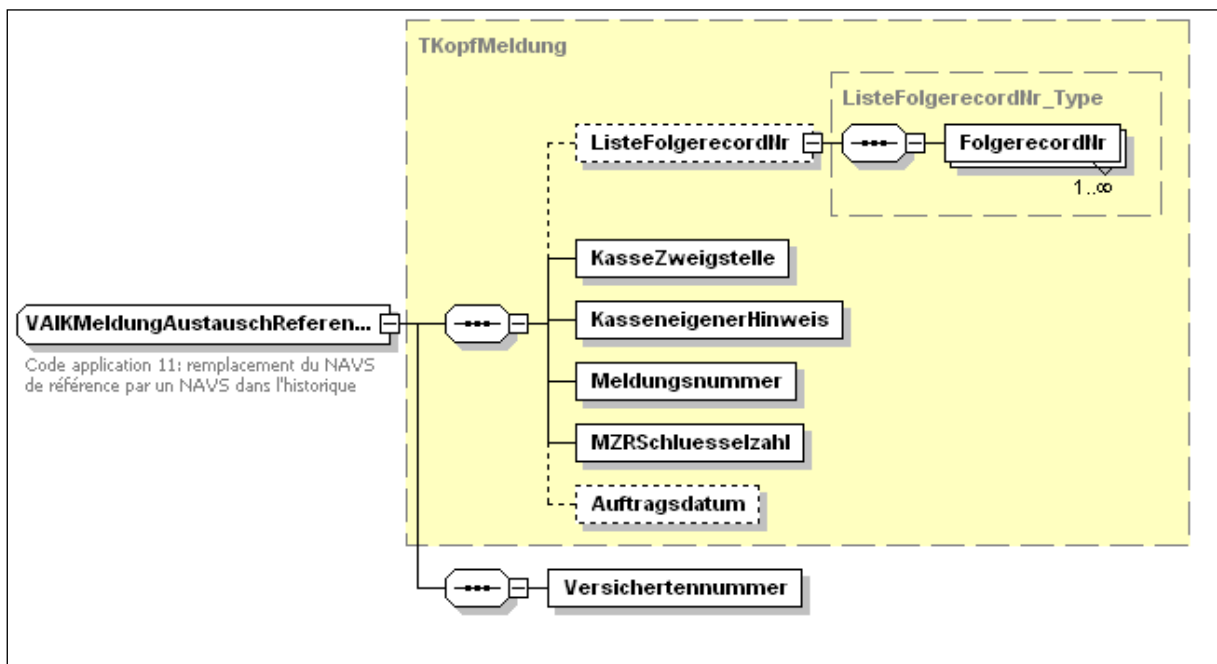 TKopfMeldung
ListeFolgerecordNr_Type
ListeFolgerecordNr
FolgerecordNr
1..∞
KasseZweigstelle
KasseneigenerHinweis
VAIKMeldungAustauschReferen...
Meldungsnummer
Code application 11: remplacement du NAVS
de référence par un NAVS dans l'historique
MZRSchluesselzahl
Auftragsdatum
Versichertennummer